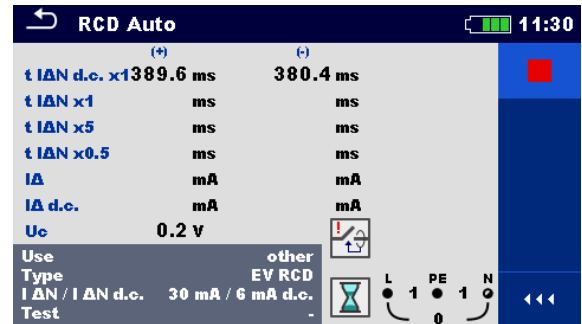 RCD Auto 11:30
(+) (-)
t IΔN d.c. x1 389.6 ms 380.4 ms
t IΔN x1 ms ms
t IΔN x5 ms ms
t IΔN x0.5 ms ms
IΔ mA mA
IΔ d.c. mA mA
Uc 0.2 V
Use other
Type EV RCD
I ΔN / I ΔN d.c. 30 mA / 6 mA d.c.
Test -
L PE N
1 1
0